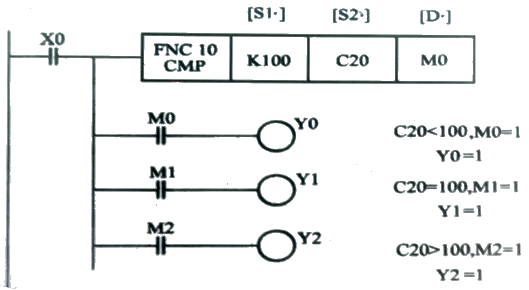 [S1·] [S2·] [D·]
X0
FNC 10
CMP K100 C20 M0
M0 Y0
C20<100,M0=1
Y0=1
M1 Y1
C20=100,M1=1
Y1=1
M2 Y2
C20>100,M2=1
Y2=1